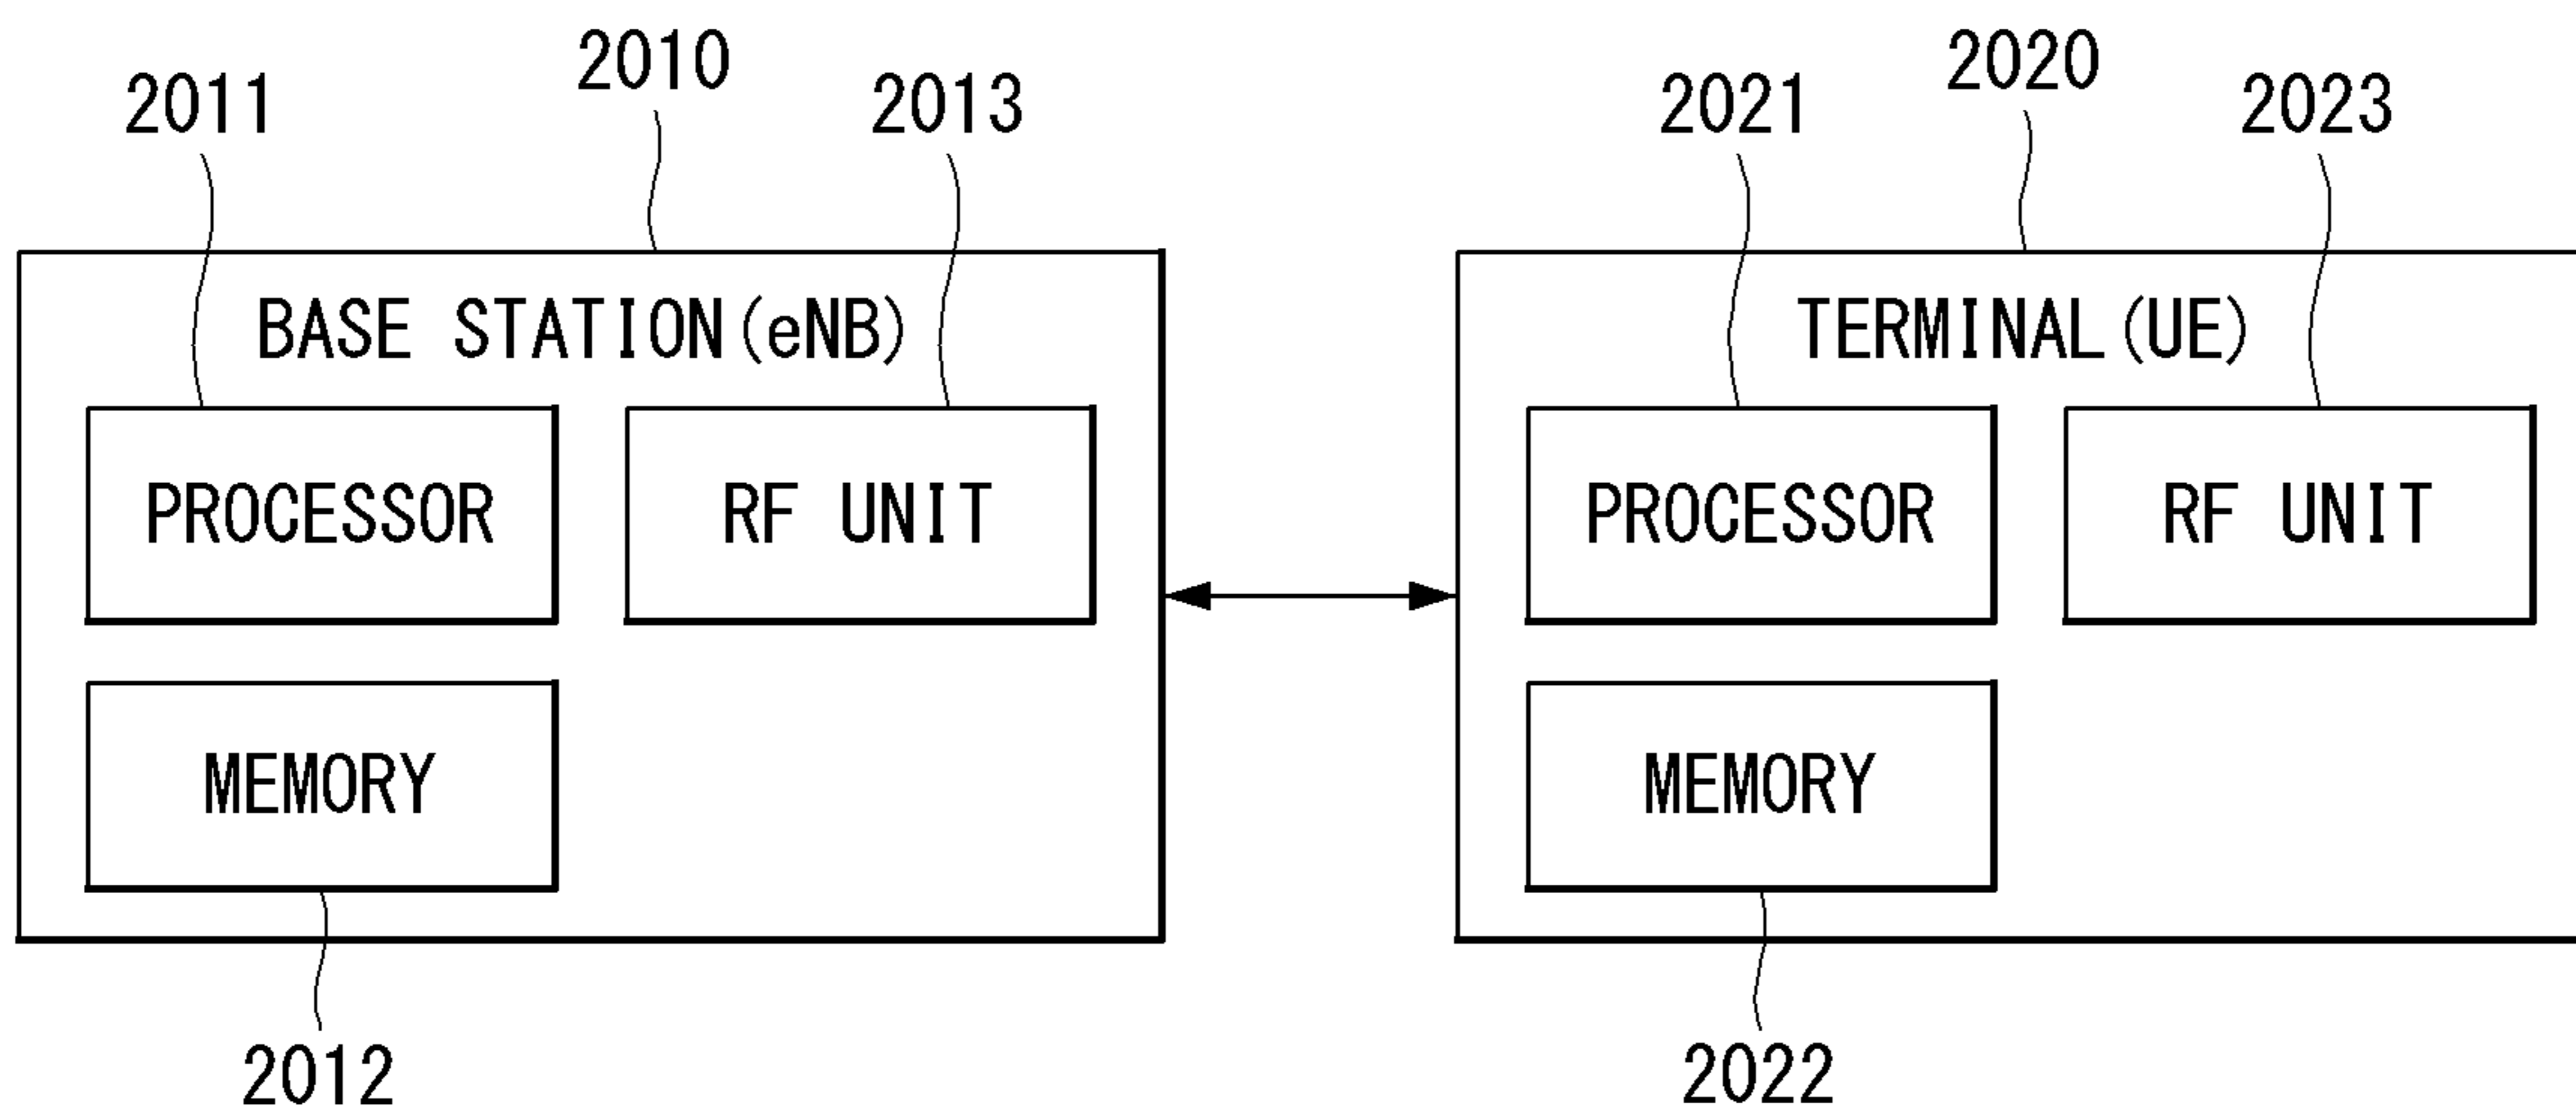 2010
2020
2011
2013
2021
2023
BASE STATION(eNB)
TERMINAL(UE)
PROCESSOR
RF UNIT
PROCESSOR
RF UNIT
MEMORY
MEMORY
2012
2022